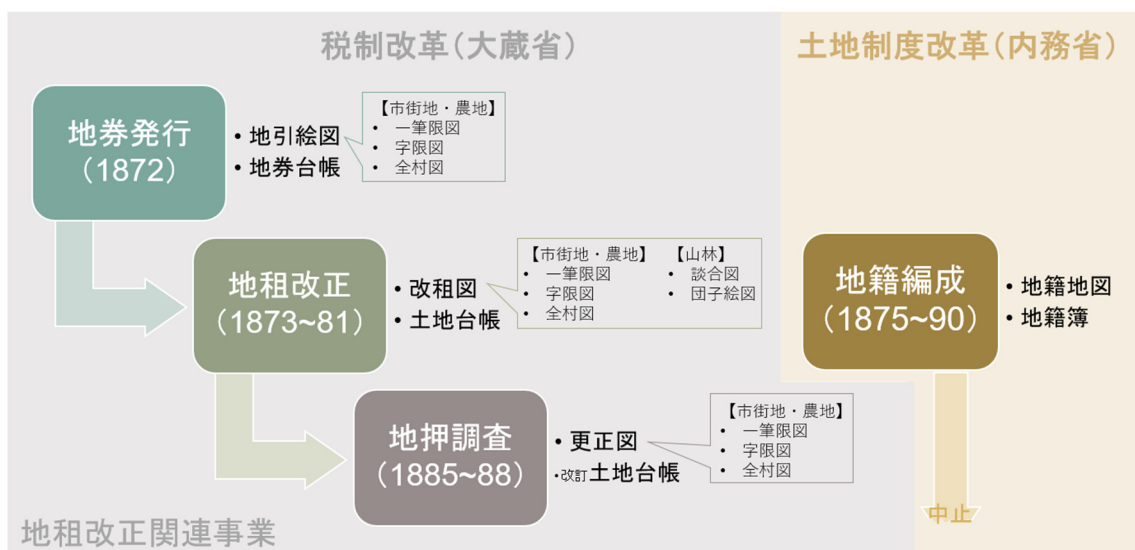 税制改革(大蔵省)
土地制度改革(内務省)
地券発行
(1872)
・地引絵図
・地券台帳
【市街地・農地】
• 一筆限図
• 字限図
• 全村図
地租改正
(1873~81)
・改租図
・土地台帳
【市街地・農地】
• 一筆限図
• 字限図
• 全村図
【山林】
• 談合図
• 団子絵図
地押調査
(1885~88)
・更正図
・改訂土地台帳
【市街地・農地】
• 一筆限図
• 字限図
• 全村図
地籍編成
(1875~90)
・地籍地図
・地籍簿
中止
地租改正関連事業